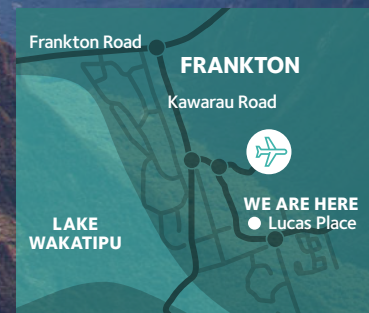 Frankton Road
FRANKTON
Kawarau Road
WE ARE HERE
Lucas Place
LAKE
WAKATIPU